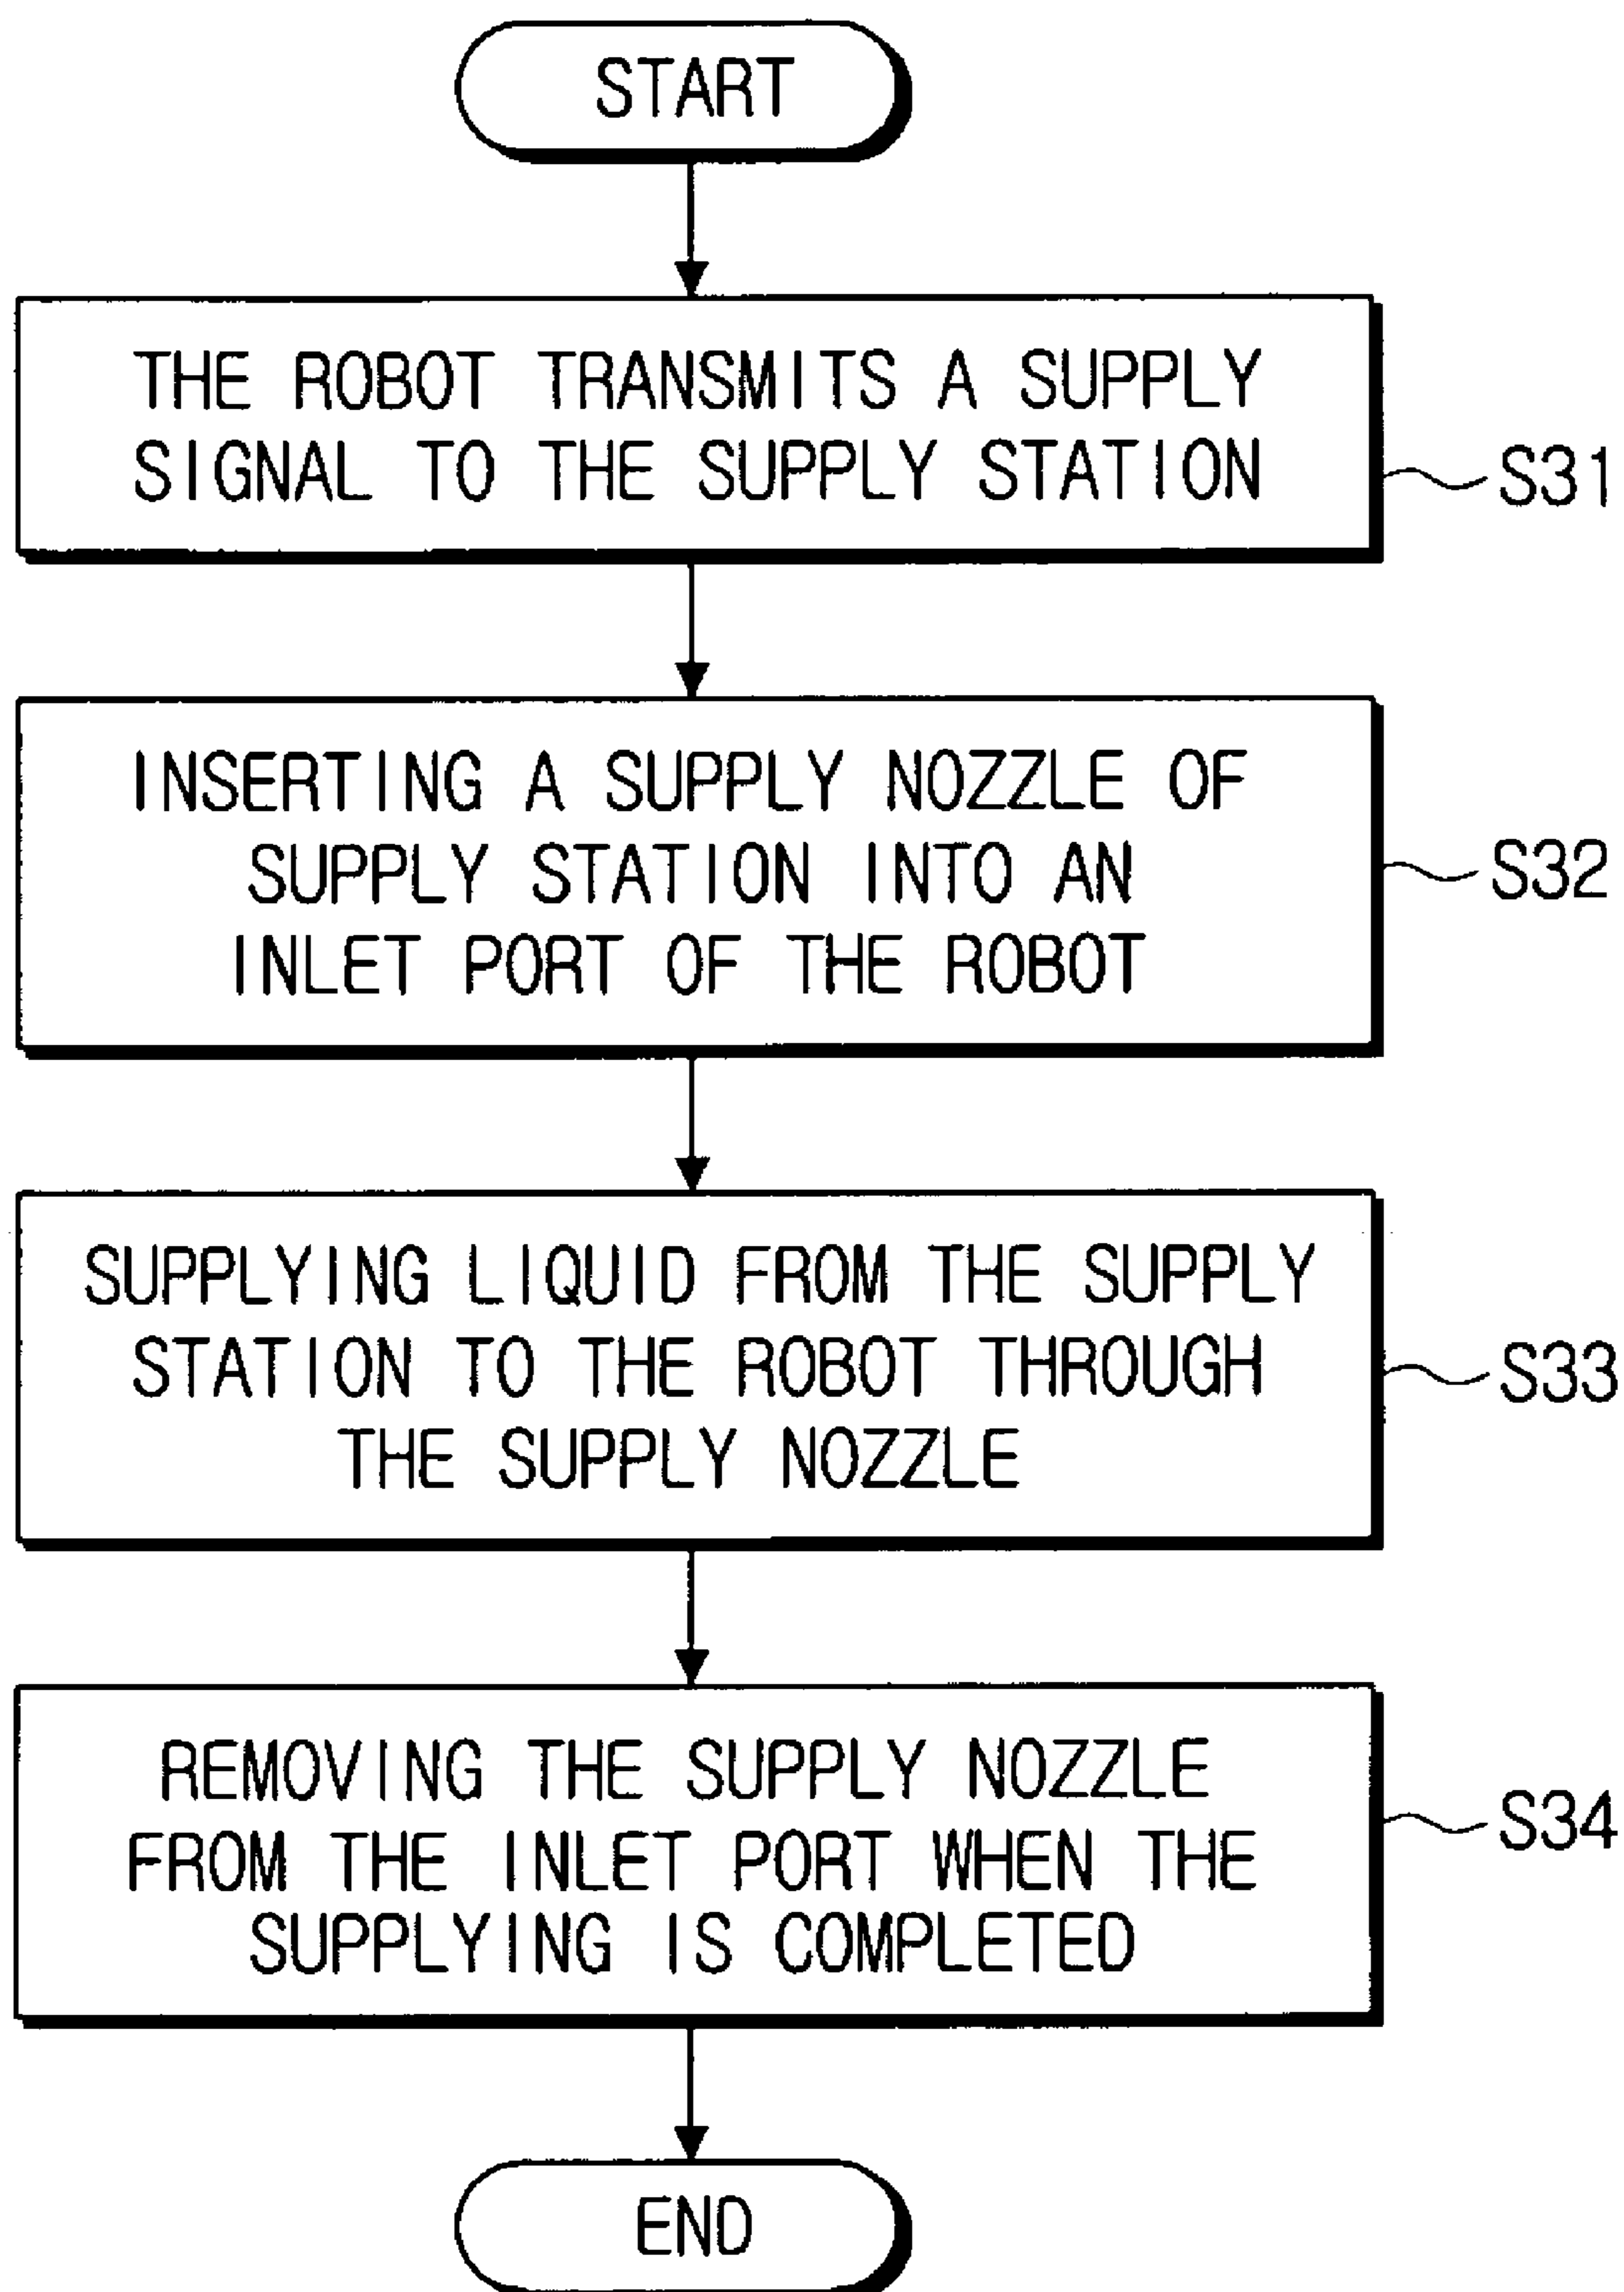 START
THE ROBOT TRANSMITS A SUPPLY
SIGNAL TO THE SUPPLY STATION
S31
INSERTING A SUPPLY NOZZLE OF
SUPPLY STATION INTO AN
INLET PORT OF THE ROBOT
S32
SUPPLYING LIQUID FROM THE SUPPLY
STATION TO THE ROBOT THROUGH
THE SUPPLY NOZZLE
S33
REMOVING THE SUPPLY NOZZLE
FROM THE INLET PORT WHEN THE
SUPPLYING IS COMPLETED
S34
END